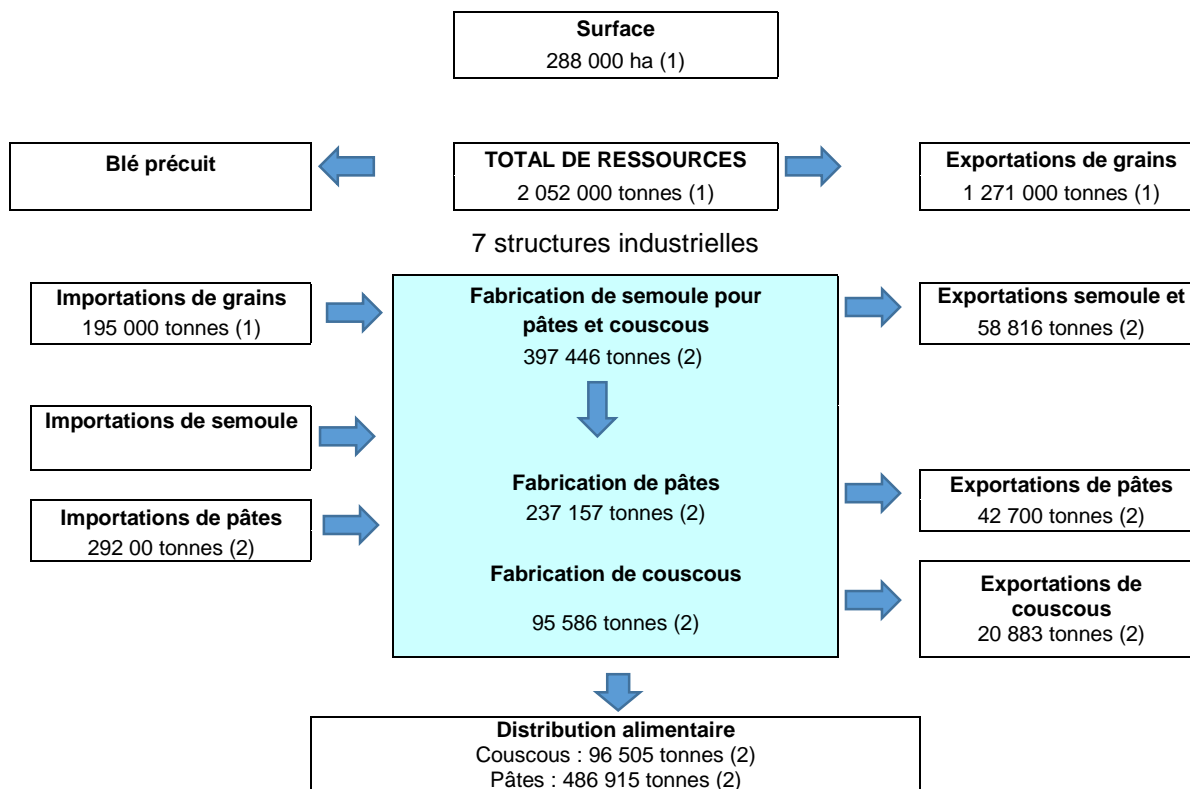 Surface
288 000 ha (1)
Blé précuit
TOTAL DE RESSOURCES
2 052 000 tonnes (1)
Exportations de grains
1 271 000 tonnes (1)
7 structures industrielles
Importations de grains
195 000 tonnes (1)
Fabrication de semoule pour
pâtes et couscous
397 446 tonnes (2)
Exportations semoule et
58 816 tonnes (2)
Importations de semoule
Importations de pâtes
292 00 tonnes (2)
Fabrication de pâtes
237 157 tonnes (2)
Exportations de pâtes
42 700 tonnes (2)
Fabrication de couscous
95 586 tonnes (2)
Exportations de
couscous
20 883 tonnes (2)
Distribution alimentaire
Couscous : 96 505 tonnes (2)
Pâtes : 486 915 tonnes (2)